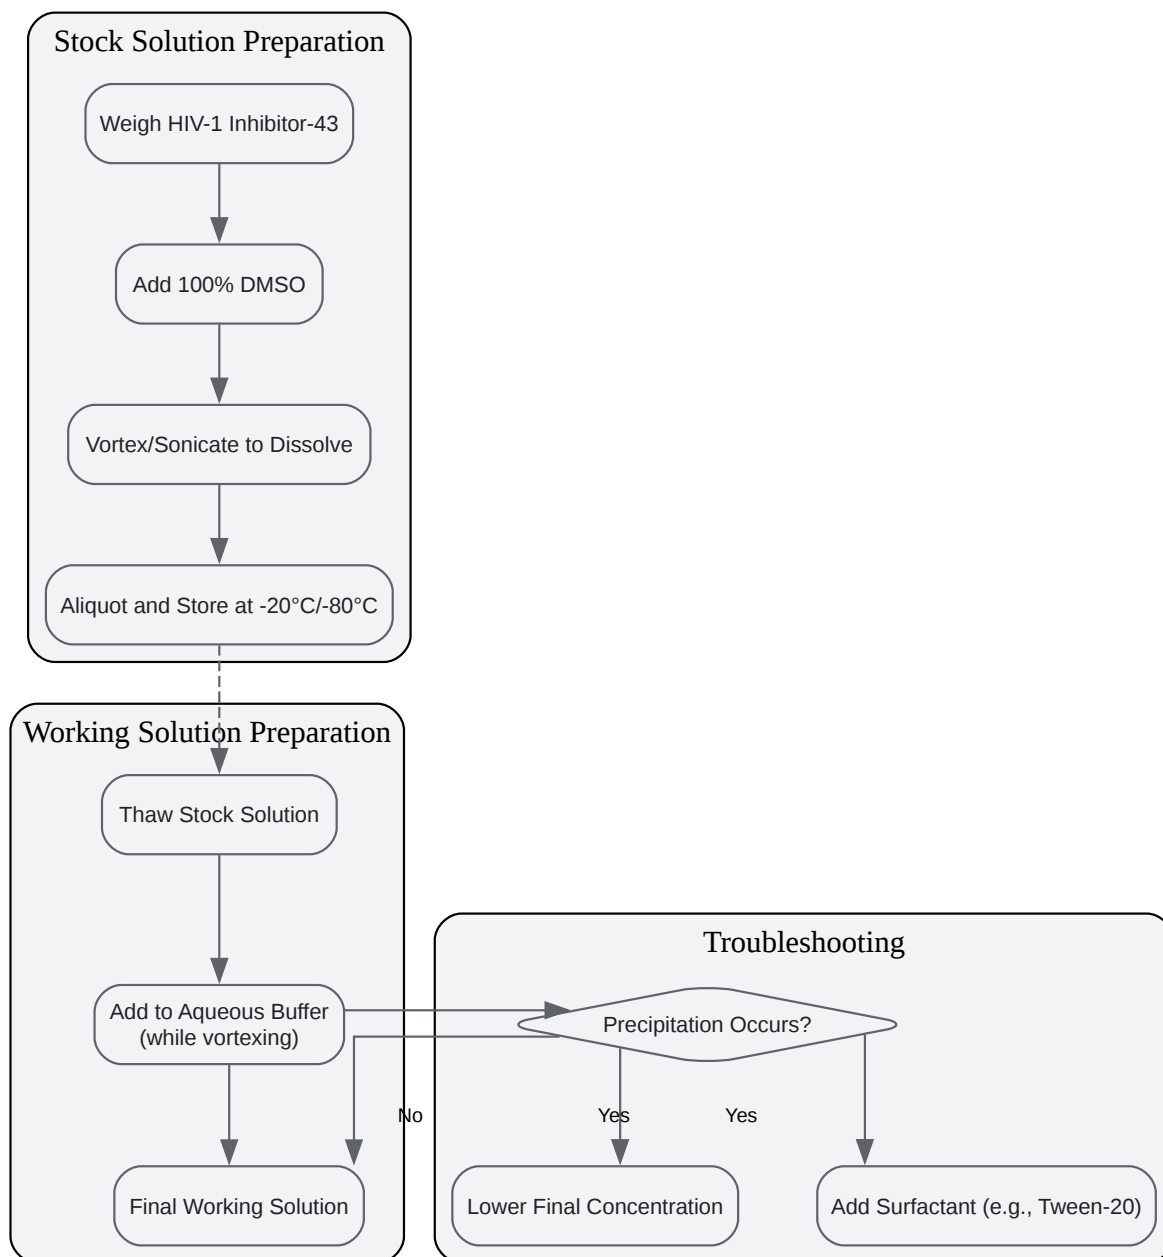 Stock Solution Preparation
Weigh HIV-1 Inhibitor-43
Add 100% DMSO
Vortex/Sonicate to Dissolve
Aliquot and Store at -20°C/-80°C
Working Solution Preparation
Thaw Stock Solution
Add to Aqueous Buffer
(while vortexing)
Troubleshooting
Precipitation Occurs?
No
Yes
Yes
Final Working Solution
Lower Final Concentration
Add Surfactant (e.g., Tween-20)